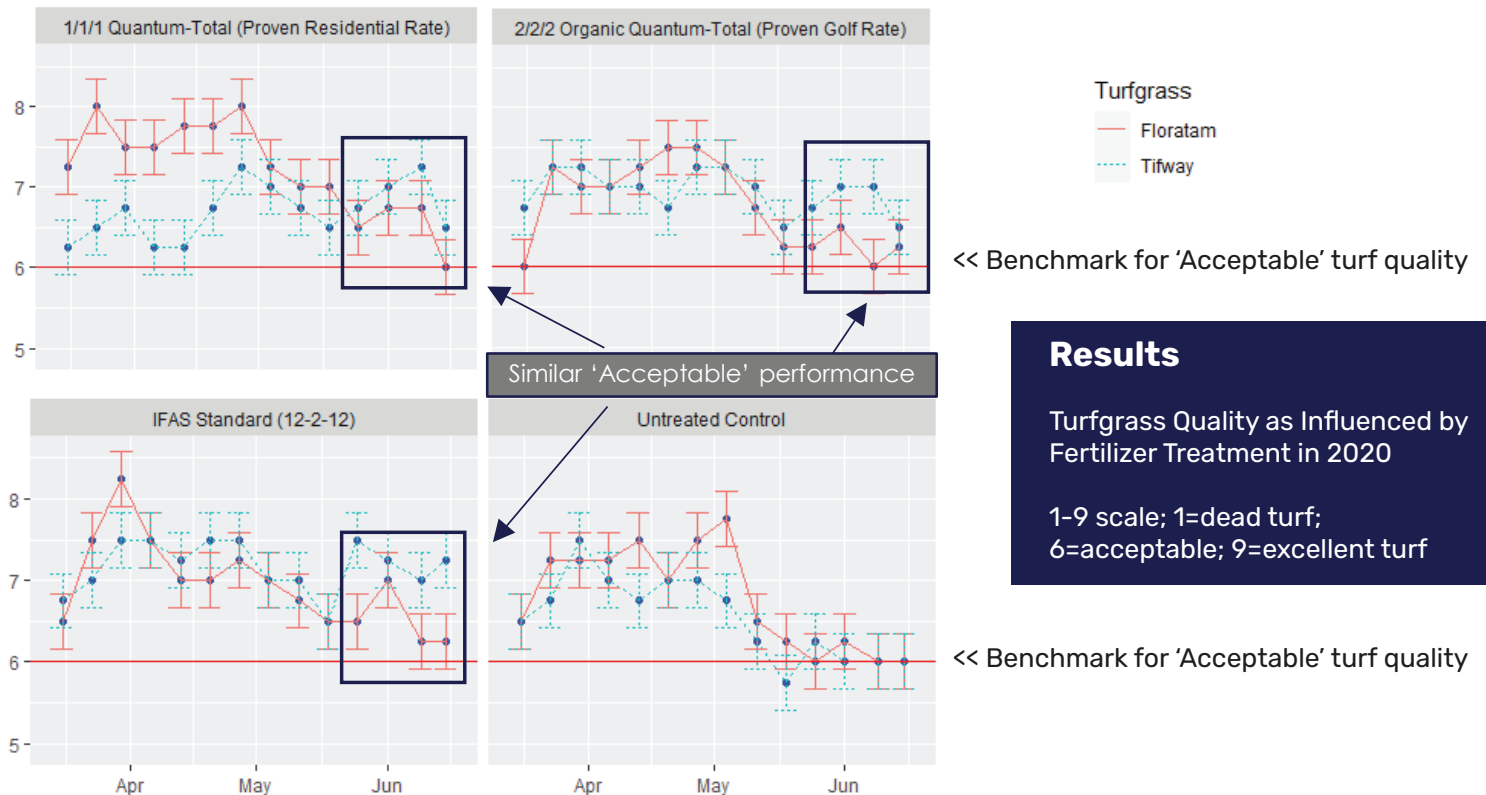 1/1/1 Quantum-Total (Proven Residential Rate)
2/2/2 Organic Quantum-Total (Proven Golf Rate)
8
7
6
5
Turfgrass
Floratam
Tifway
<< Benchmark for ‘Acceptable’ turf quality
Similar ‘Acceptable’ performance
Results
Turfgrass Quality as Influenced by
Fertilizer Treatment in 2020
1-9 scale; 1=dead turf;
6=acceptable; 9=excellent turf
IFAS Standard (12-2-12)
Untreated Control
8
7
6
5
<< Benchmark for ‘Acceptable’ turf quality
Apr May Jun
Apr May Jun